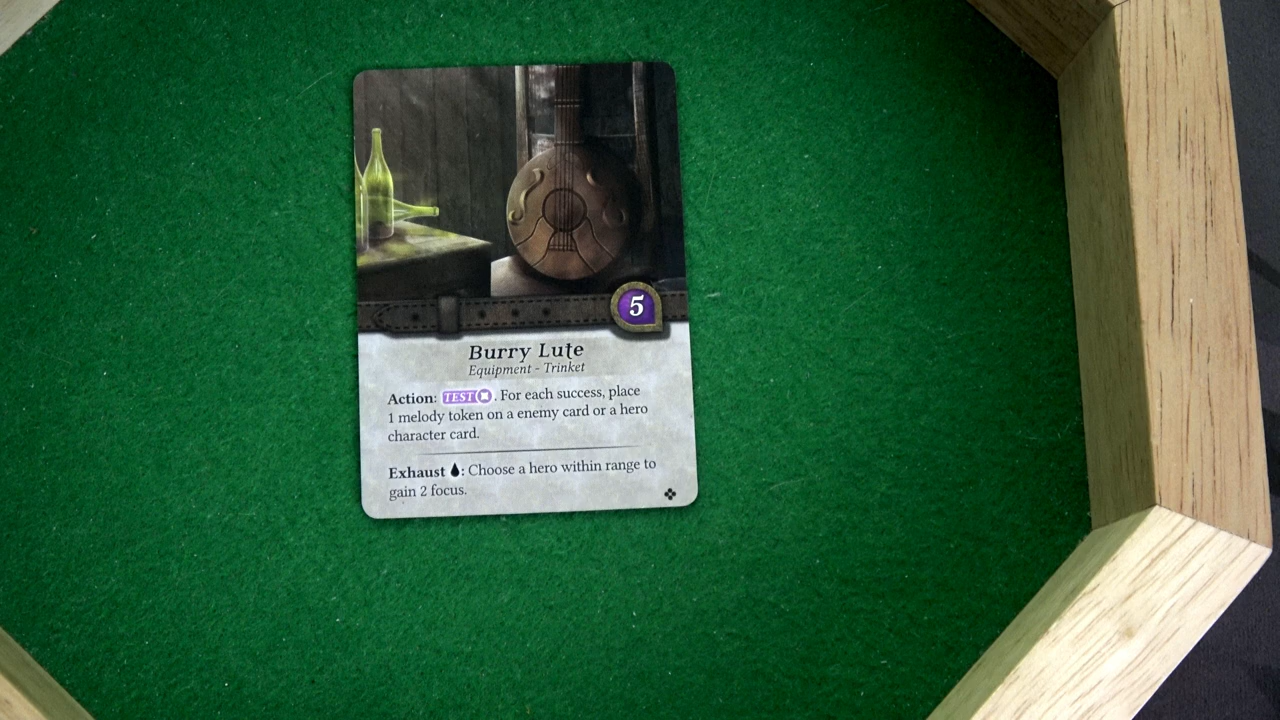 5
Burry Lute
Equipment - Trinket
Action: TEST. For each success, place
1 melody token on a enemy card or a hero
character card.
Exhaust : Choose a hero within range to
gain 2 focus.